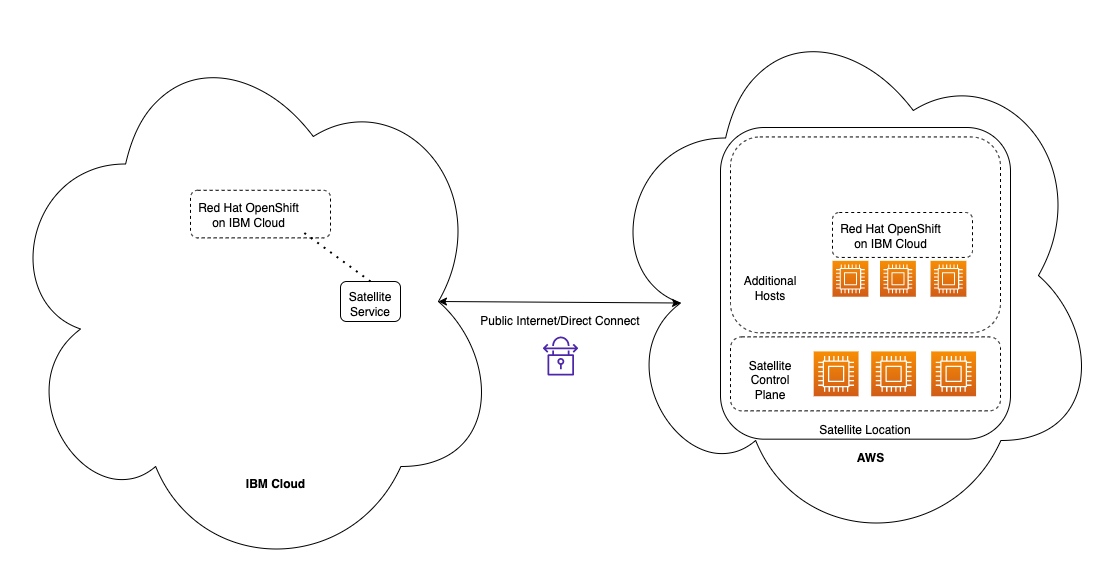 Red Hat OpenShift
on IBM Cloud
Satellite
Service
IBM Cloud
Public Internet/Direct Connect
Red Hat OpenShift
on IBM Cloud
Additional
Hosts
Satellite
Control
Plane
Satellite Location
AWS